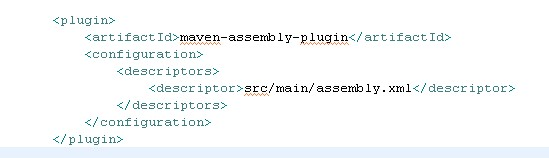 <plugin>
<artifactId>maven-assembly-plugin</artifactId>
<configuration>
<descriptors>
<descriptor>src/main/assembly.xml</descriptor>
</descriptors>
</configuration>
</plugin>